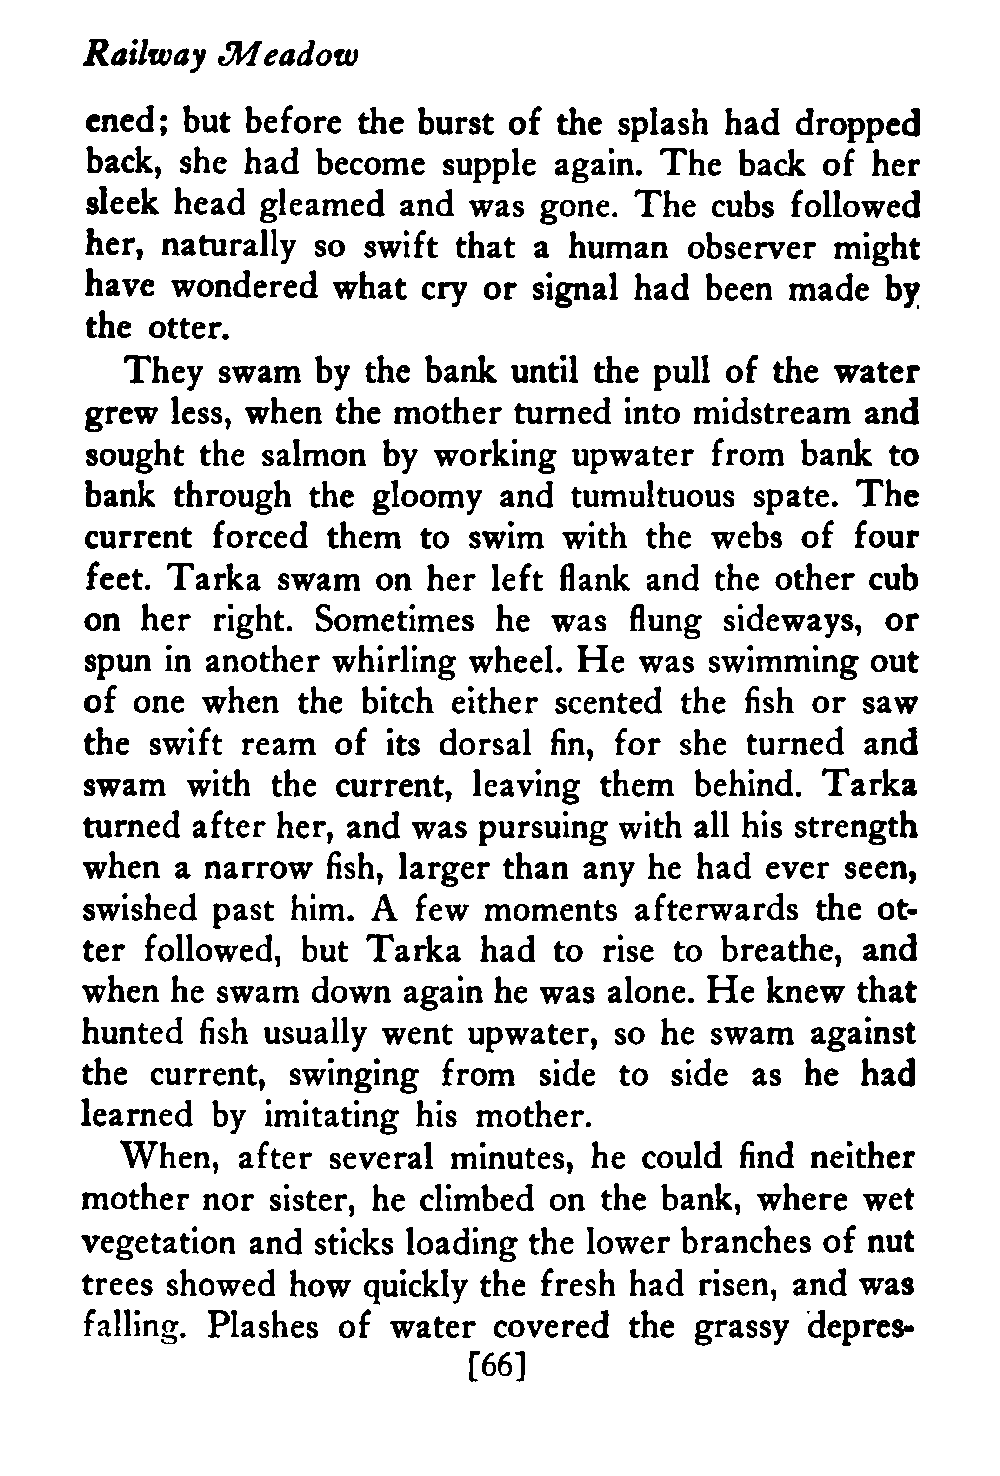 Railway Meadow
ened; but before the burst of the splash had dropped
back, she had become supple again. The back of her
sleek head gleamed and was gone. The cubs followed
her, naturally so swift that a human observer might
have wondered what cry or signal had been made by
the otter.
They swam by the bank until the pull of the water
grew less, when the mother turned into midstream and
sought the salmon by working upwater from bank to
bank through the gloomy and tumultuous spate. The
current forced them to swim with the webs of four
feet. Tarka swam on her left flank and the other cub
on her right. Sometimes he was flung sideways, or
spun in another whirling wheel. He was swimming out
of one when the bitch either scented the fish or saw
the swift ream of its dorsal fin, for she turned and
swam with the current, leaving them behind. Tarka
turned after her, and was pursuing with all his strength
when a narrow fish, larger than any he had ever seen,
swished past him. A few moments afterwards the ot-
ter followed, but Tarka had to rise to breathe, and
when he swam down again he was alone. He knew that
hunted fish usually went upwater, so he swam against
the current, swinging from side to side as he had
learned by imitating his mother.
When, after several minutes, he could find neither
mother nor sister, he climbed on the bank, where wet
vegetation and sticks loading the lower branches of nut
trees showed how quickly the fresh had risen, and was
falling. Plashes of water covered the grassy depres-
[66]